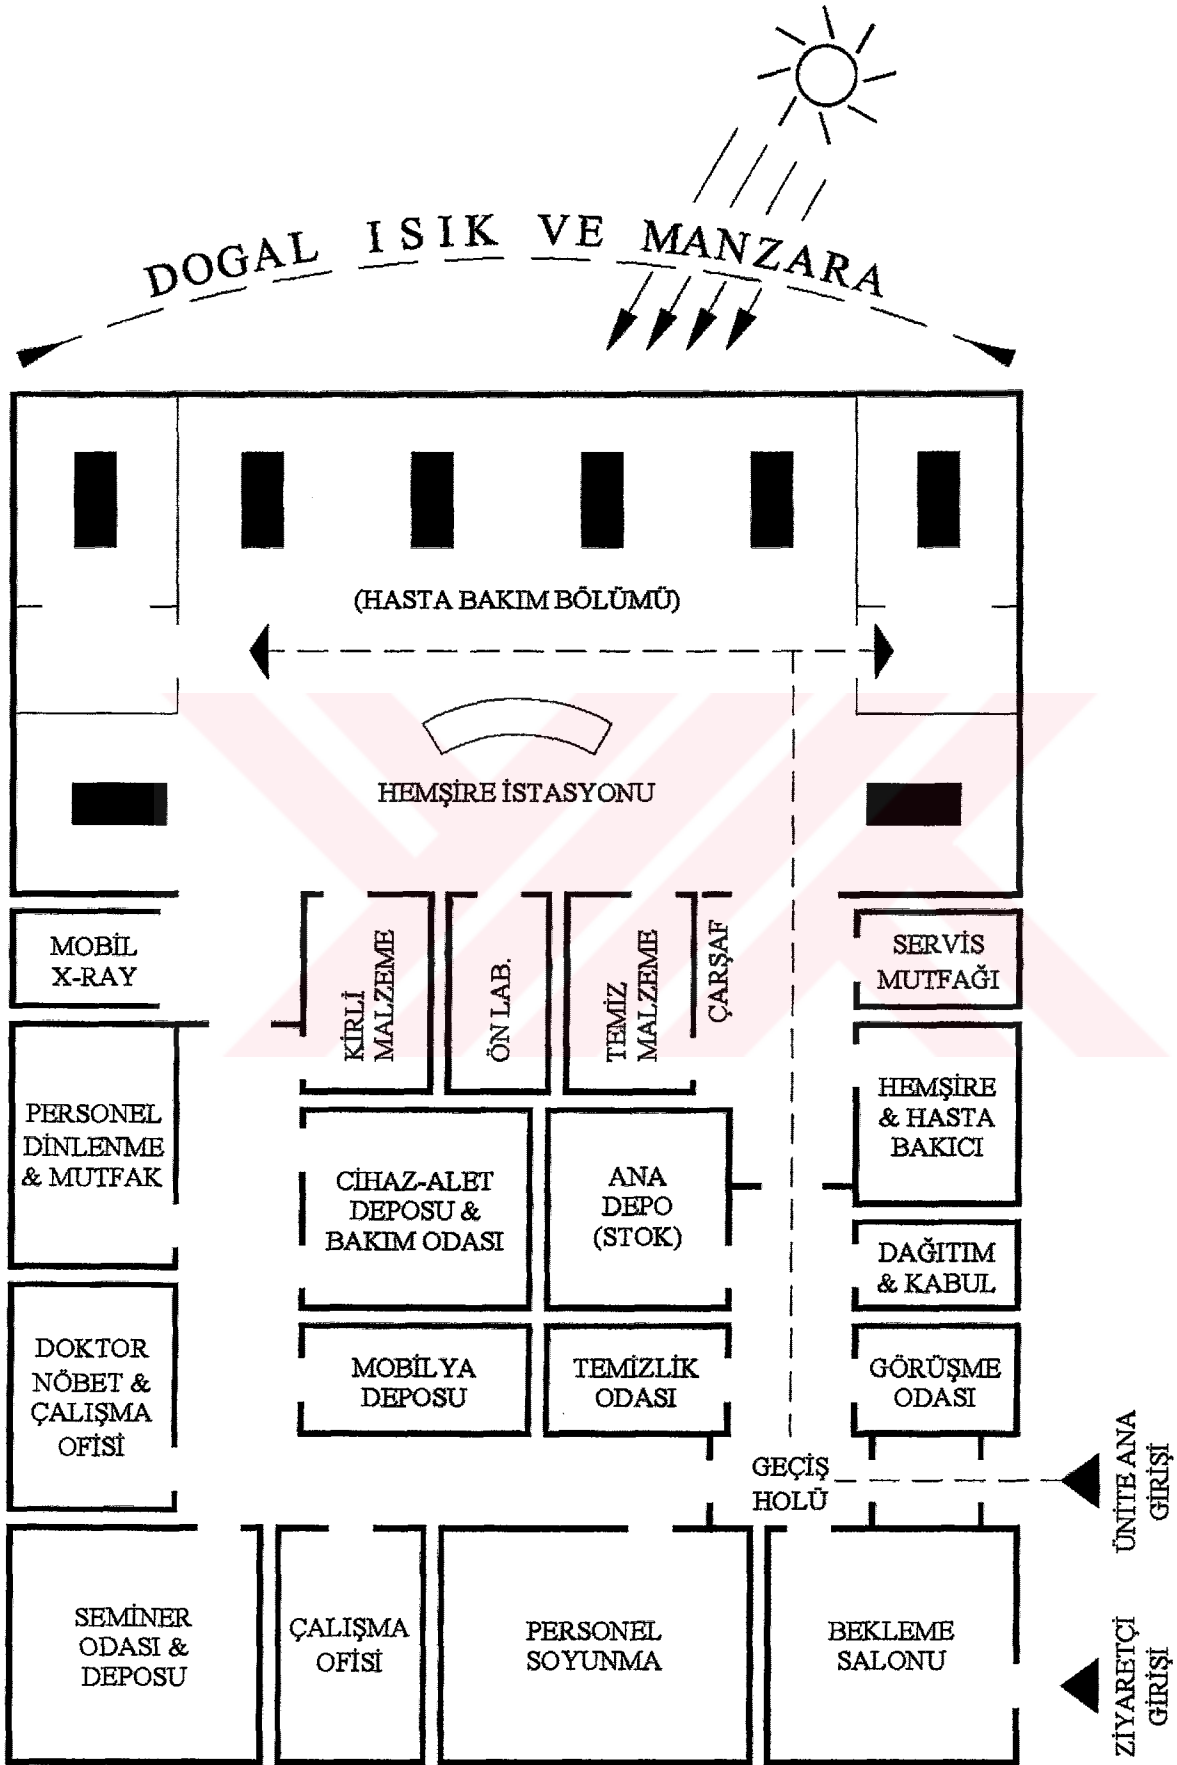 DOGAL ISIK VE MANZARA
(HASTA BAKIM BÖLÜMÜ)
HEMŞİRE İSTASYONU
MOBİL
X-RAY
KİRLİ
MALZEME
ÖN LAB.
TEMİZ
MALZEME
ÇARŞAF
SERVİS
MUTFAĞI
PERSONEL
DİNLENME
& MUTFAK
CİHAZ-ALET
DEPOSU &
BAKIM ODASI
ANA
DEPO
(STOK)
HEMŞİRE
& HASTA
BAKICI
DAĞITIM
& KABUL
DOKTOR
NÖBET &
ÇALIŞMA
OFİSİ
MOBİLYA
DEPOSU
TEMİZLİK
ODASI
GÖRÜŞME
ODASI
GEÇİŞ
HOLÜ
ÜNİTE ANA
GİRİŞİ
SEMİNER
ODASI &
DEPOSU
ÇALIŞMA
OFİSİ
PERSONEL
SOYUNMA
BEKLEME
SALONU
ZİYARETÇİ
GİRİŞİ